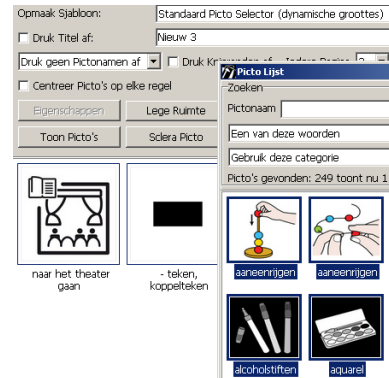 Opmaak Sjabloon: Standaard Picto Selector (dynamische groottes)
Druk Titel af: Nieuw 3
Druk geen Pictonamen af Druk
Centreer Picto's op elke regel
Eigenschappen Lege Ruimte
Toon Picto's Sclera Picto
naar het theater
gaan
- teken,
koppelteken
Picto Lijst
Zoeken
Pictonaam
Een van deze woorden
Gebruik deze categorie
Picto's gevonden: 249 toont nu 1
aaneenrijgen aaneenrijgen
alcoholstiften aquarel